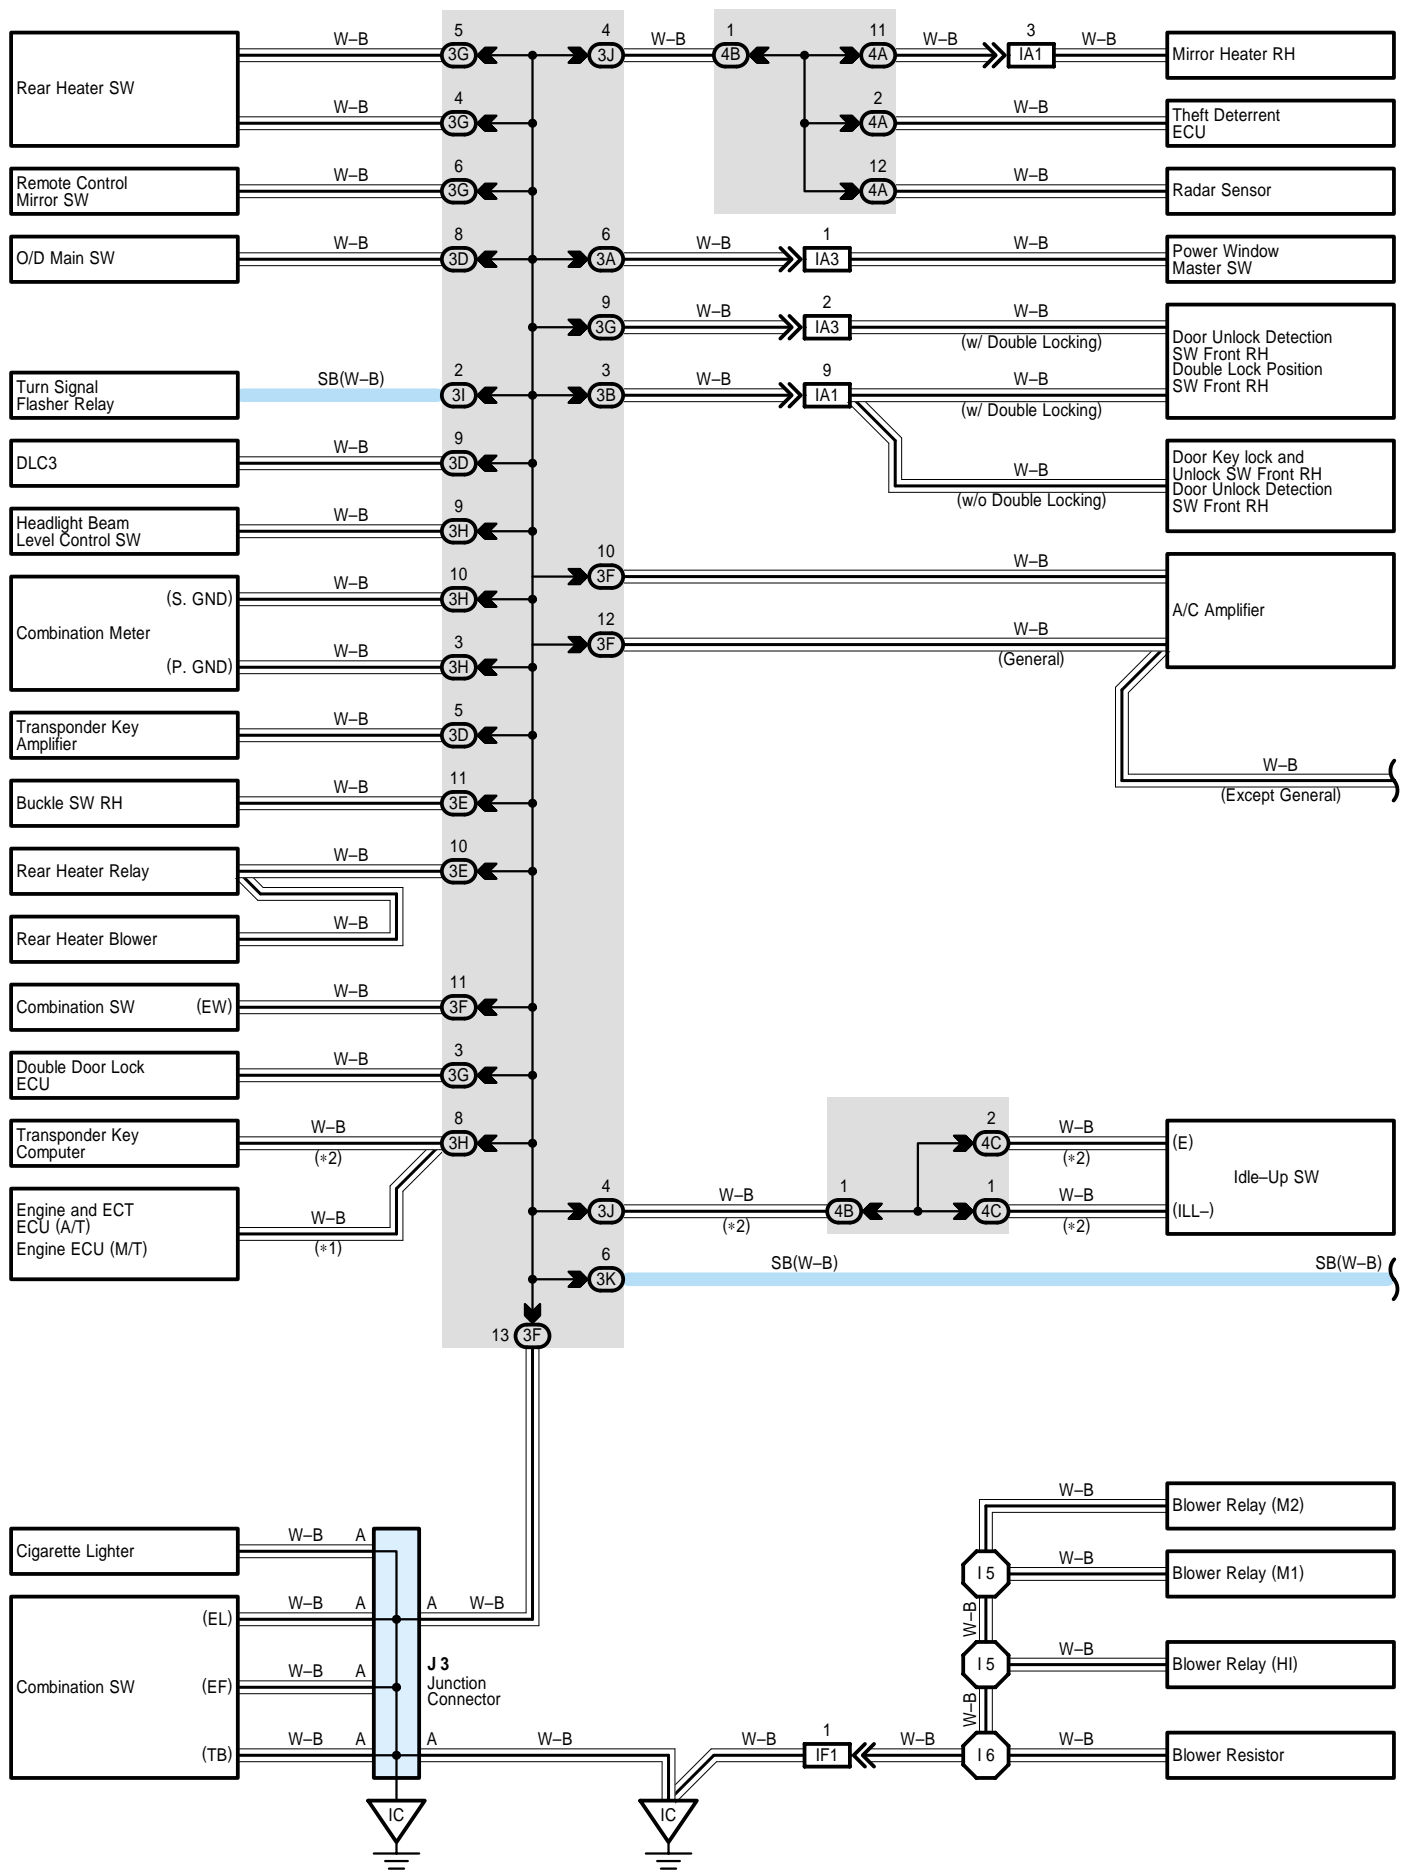 5 4 1 11 3
W–B W–B W–B W–B
3G 3J 4B 4A IA1 Mirror Heater RH
Rear Heater SW
4 2
W–B W–B
3G 4A Theft Deterrent
ECU
6 12
Remote Control
Mirror SW
W–B W–B
3G 4A Radar Sensor
8 6 1
W–B W–B W–B
O/D Main SW 3D 3A IA3 Power Window
Master SW
9 2
W–B W–B
3G IA3
(w/ Double Locking)
Door Unlock Detection
SW Front RH
Double Lock Position
SW Front RH
2 3 9
SB(W–B) W–B W–B
Turn Signal
Flasher Relay
3I 3B IA1
(w/ Double Locking)
9
W–B
DLC3 3D
W–B
(w/o Double Locking)
Door Key lock and
Unlock SW Front RH
Door Unlock Detection
SW Front RH
9
W–B
Headlight Beam
Level Control SW
3H
10
W–B
3F
10
W–B
(S. GND) 3H
Combination Meter
A/C Amplifier
12
W–B
3F
(General)
3
W–B
(P. GND) 3H
5
W–B
Transponder Key
Amplifier
3D
W–B
(Except General)
11
W–B
Buckle SW RH 3E
10
W–B
Rear Heater Relay 3E
W–B
Rear Heater Blower
11
W–B
Combination SW (EW) 3F
3
W–B
Double Door Lock
ECU
3G
8 2
W–B W–B
Transponder Key
Computer
3H 4C (E)
(∗2) (∗2)
Idle–Up SW
4 1 1
W–B W–B
3J 4B 4C (ILL–)
(∗2) (∗2)
Engine and ECT
ECU (A/T)
Engine ECU (M/T)
W–B
(∗1)
6
SB(W–B) SB(W–B)
3K
13 3F
W–B
Blower Relay (M2)
W–B A
Cigarette Lighter
W–B
I 5 Blower Relay (M1)
W–B A A W–B
(EL)
W–B
W–B
I 5 Blower Relay (HI)
W–B A
Combination SW (EF)
J 3
Junction
Connector
W–B
W–B A A W–B W–B 1 W–B W–B
(TB) IF1 I 6 Blower Resistor
IC IC